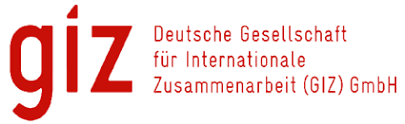 giz
Deutsche Gesellschaft
für Internationale
Zusammenarbeit (GIZ) GmbH